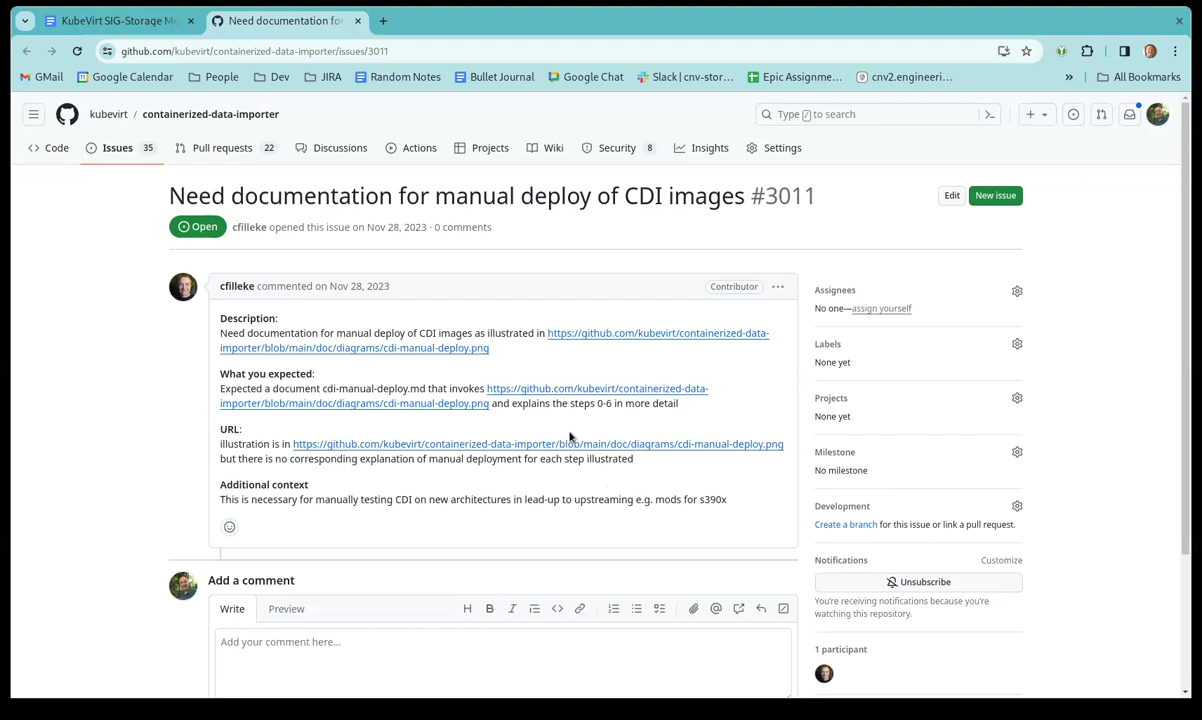 KubeVirt SIG-Storage M
Need documentation for
github.com/kubevirt/containerized-data-importer/issues/3011
GMail
Google Calendar
People
Dev
JIRA
Random Notes
Bullet Journal
Google Chat
Slack | cnv-stor...
Epic Assignme...
cnv2.engineeri...
»
All Bookmarks
kubevirt / containerized-data-importer
Type / to search
Code
Issues 35
Pull requests 22
Discussions
Actions
Projects
Wiki
Security 8
Insights
Settings
Need documentation for manual deploy of CDI images #3011
Edit
New issue
Open
cfilleke opened this issue on Nov 28, 2023 · 0 comments
cfilleke commented on Nov 28, 2023
Contributor
Description:
Need documentation for manual deploy of CDI images as illustrated in https://github.com/kubevirt/containerized-data-
importer/blob/main/doc/diagrams/cdi-manual-deploy.png
What you expected:
Expected a document cdi-manual-deploy.md that invokes https://github.com/kubevirt/containerized-data-
importer/blob/main/doc/diagrams/cdi-manual-deploy.png and explains the steps 0-6 in more detail
URL:
illustration is in https://github.com/kubevirt/containerized-data-importer/blob/main/doc/diagrams/cdi-manual-deploy.png
but there is no corresponding explanation of manual deployment for each step illustrated
Additional context
This is necessary for manually testing CDI on new architectures in lead-up to upstreaming e.g. mods for s390x
Add a comment
Write
Preview
H B I
Add your comment here...
Assignees
No one—assign yourself
Labels
None yet
Projects
None yet
Milestone
No milestone
Development
Create a branch for this issue or link a pull request.
Notifications
Customize
Unsubscribe
You're receiving notifications because you're
watching this repository.
1 participant